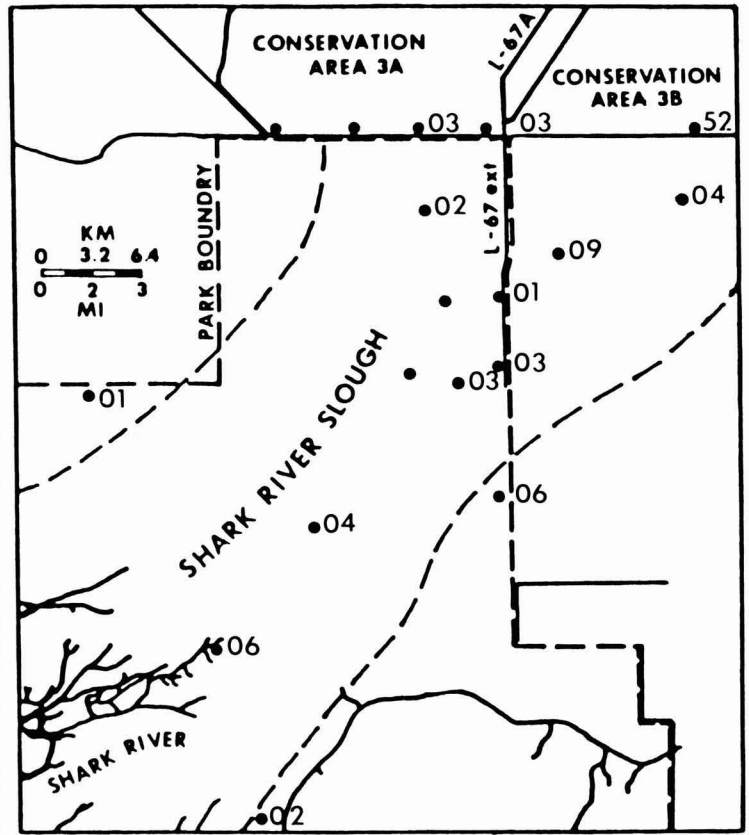 CONSERVATION
AREA 3A
L-67A
CONSERVATION
AREA 3B
03
03
52
PARK BOUNDRY
L-67 ext
02
04
KM
0 3.2 6.4
0 2 3
MI
09
01
03
03
01
SHARK RIVER SLOUGH
06
04
06
SHARK RIVER
02